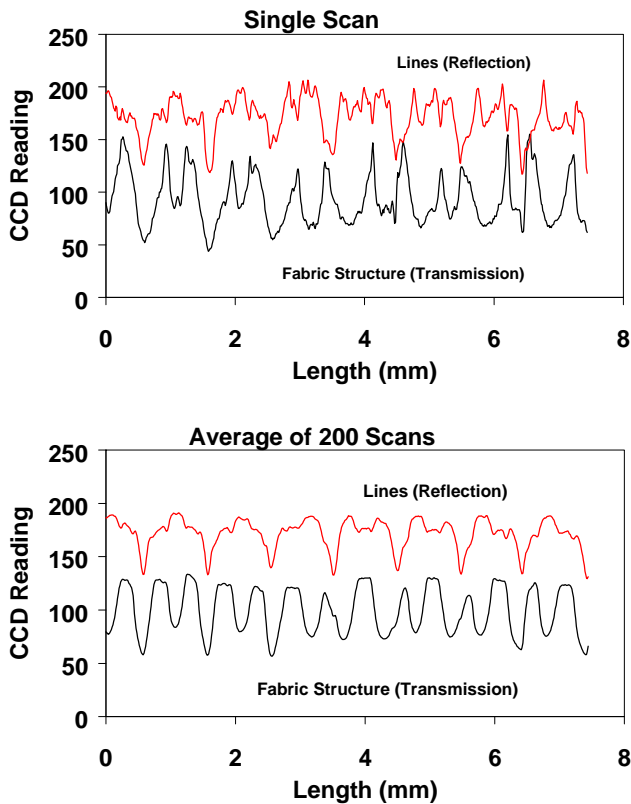 Single Scan
250
200
150
100
50
0
CCD Reading
Lines (Reflection)
Fabric Structure (Transmission)
0 2 4 6 8
Length (mm)
Average of 200 Scans
250
200
150
100
50
0
CCD Reading
Lines (Reflection)
Fabric Structure (Transmission)
0 2 4 6 8
Length (mm)